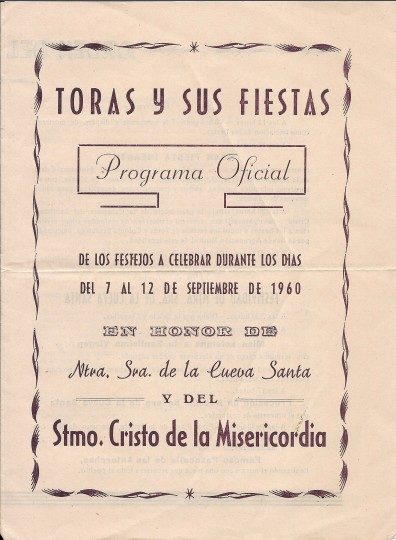 TORAS Y SUS FIESTAS
Programa Oficial
DE LOS FESTEJOS A CELEBRAR DURANTE LOS DIAS
DEL 7 AL 12 DE SEPTIEMBRE DE 1960
EN HONOR DE
Ntra. Sra. de la Cueva Santa
Y DEL
Stmo. Cristo de la Misericordia